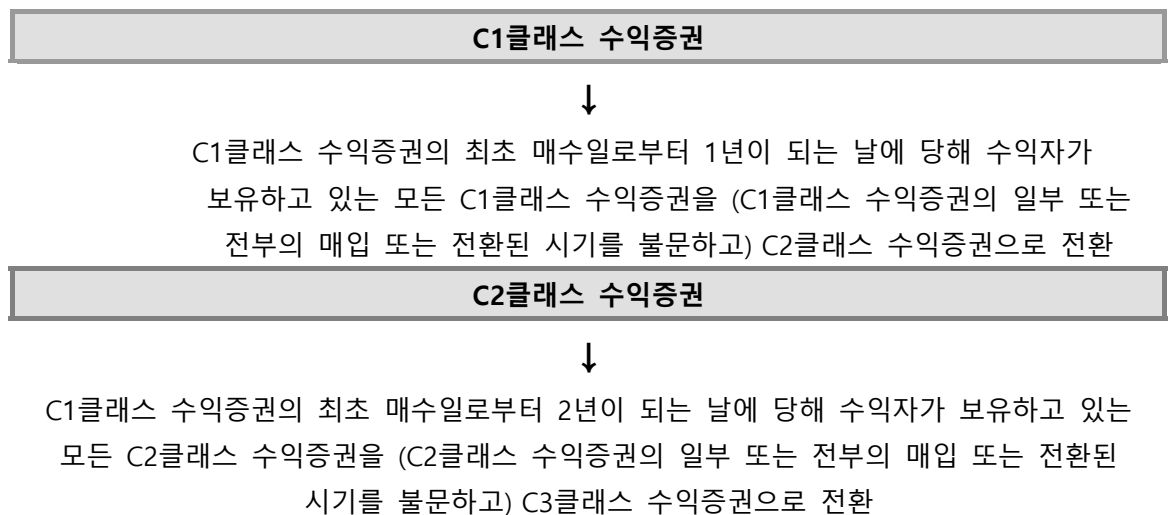 C1클래스 수익증권
↓
C1클래스 수익증권의 최초 매수일로부터 1년이 되는 날에 당해 수익자가
보유하고 있는 모든 C1클래스 수익증권을 (C1클래스 수익증권의 일부 또는
전부의 매입 또는 전환된 시기를 불문하고) C2클래스 수익증권으로 전환
C2클래스 수익증권
↓
C1클래스 수익증권의 최초 매수일로부터 2년이 되는 날에 당해 수익자가 보유하고 있는
모든 C2클래스 수익증권을 (C2클래스 수익증권의 일부 또는 전부의 매입 또는 전환된
시기를 불문하고) C3클래스 수익증권으로 전환